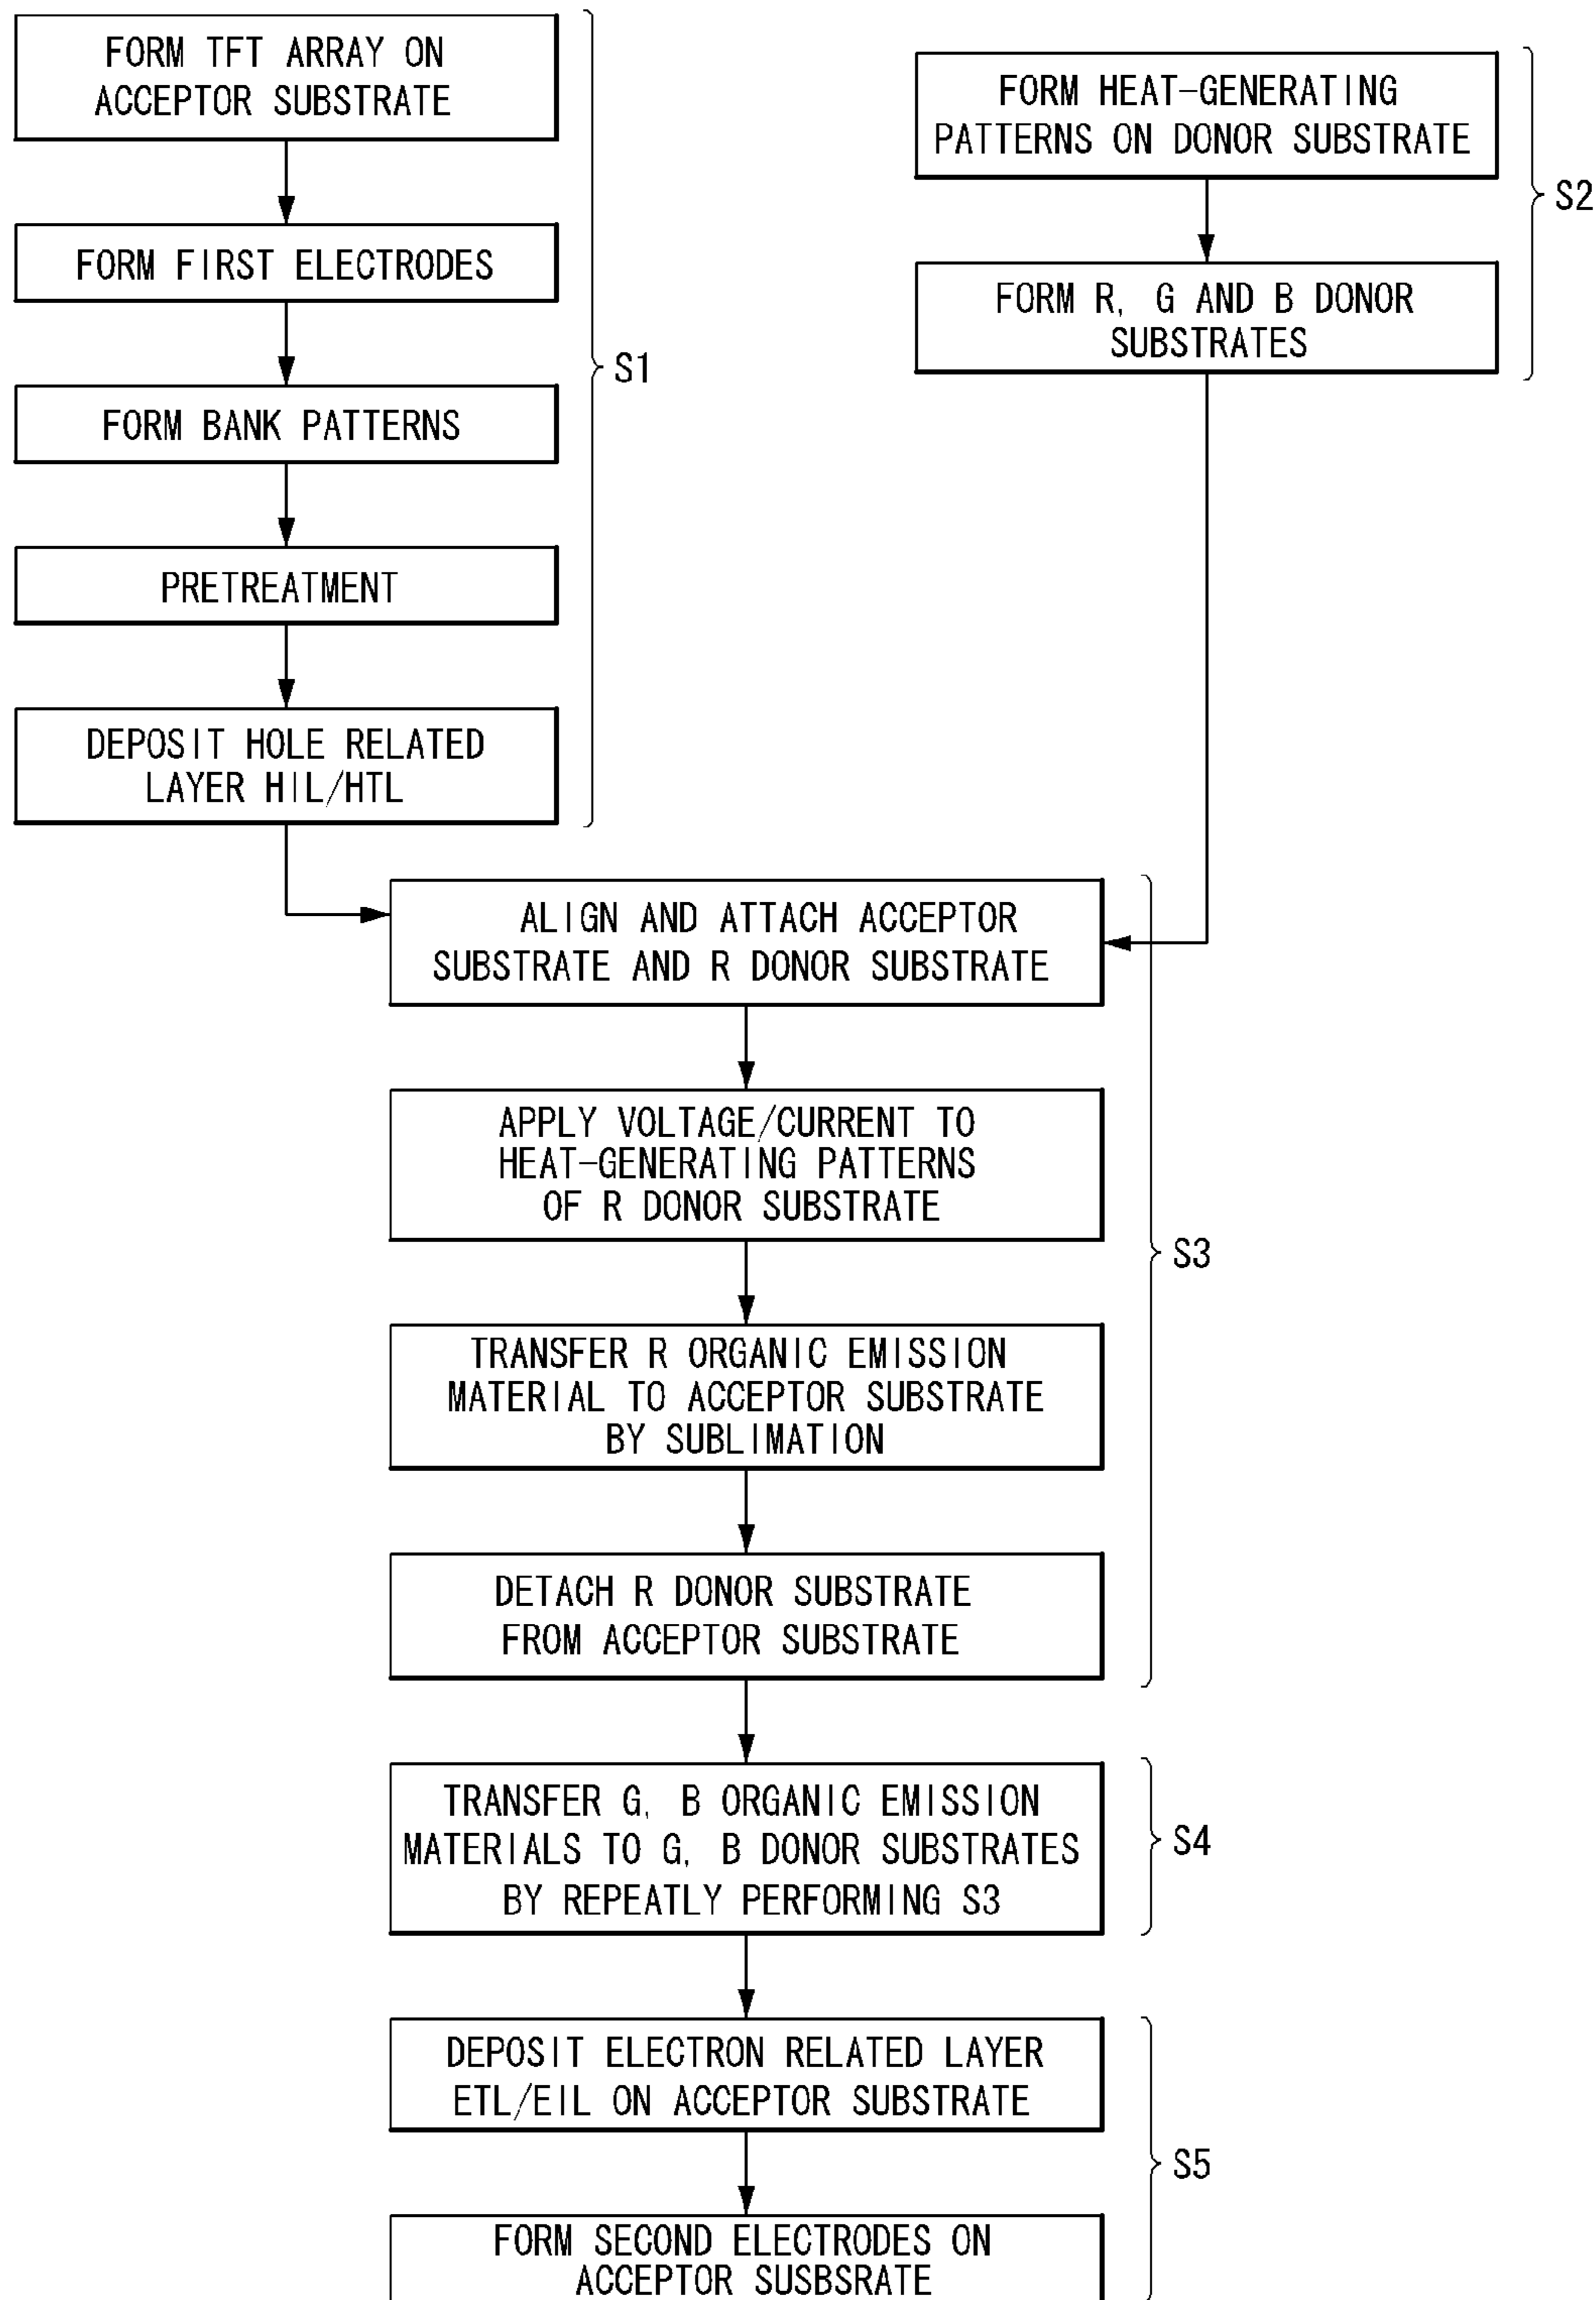 FORM TFT ARRAY ON
ACCEPTOR SUBSTRATE
FORM FIRST ELECTRODES
FORM BANK PATTERNS
PRETREATMENT
DEPOSIT HOLE RELATED
LAYER HIL/HTL
S1
FORM HEAT-GENERATING
PATTERNS ON DONOR SUBSTRATE
FORM R, G AND B DONOR
SUBSTRATES
S2
ALIGN AND ATTACH ACCEPTOR
SUBSTRATE AND R DONOR SUBSTRATE
APPLY VOLTAGE/CURRENT TO
HEAT-GENERATING PATTERNS
OF R DONOR SUBSTRATE
TRANSFER R ORGANIC EMISSION
MATERIAL TO ACCEPTOR SUBSTRATE
BY SUBLIMATION
DETACH R DONOR SUBSTRATE
FROM ACCEPTOR SUBSTRATE
S3
TRANSFER G, B ORGANIC EMISSION
MATERIALS TO G, B DONOR SUBSTRATES
BY REPEATLY PERFORMING S3
S4
DEPOSIT ELECTRON RELATED LAYER
ETL/EIL ON ACCEPTOR SUBSTRATE
FORM SECOND ELECTRODES ON
ACCEPTOR SUSBSRATE
S5